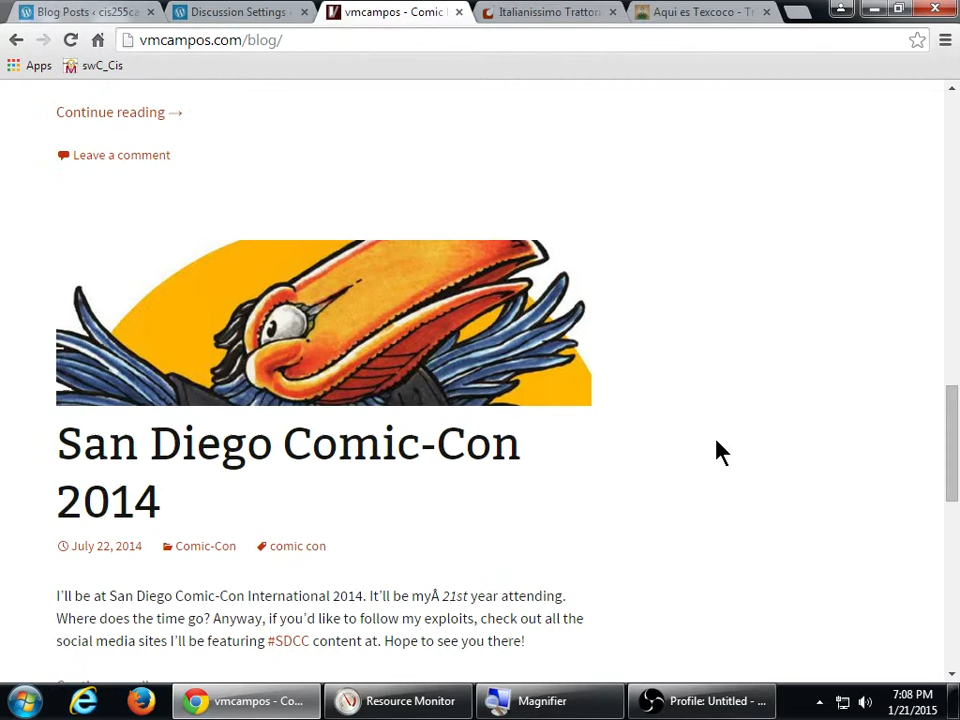 Blog Posts ‹ cis255ca
Discussion Settings ‹
vmcampos - Comic
Italianissimo Trattor
Aqui es Texcoco - Tr
vmcampos.com/blog/
Apps
swC_Cis
Continue reading →
Leave a comment
San Diego Comic-Con
2014
July 22, 2014
Comic-Con
comic con
I'll be at San Diego Comic-Con International 2014. It'll be myÂ 21st year attending.
Where does the time go? Anyway, if you'd like to follow my exploits, check out all the
social media sites I'll be featuring #SDCC content at. Hope to see you there!
vmcampos - Co...
Resource Monitor
Magnifier
Profile: Untitled - ...
7:08 PM
1/21/2015